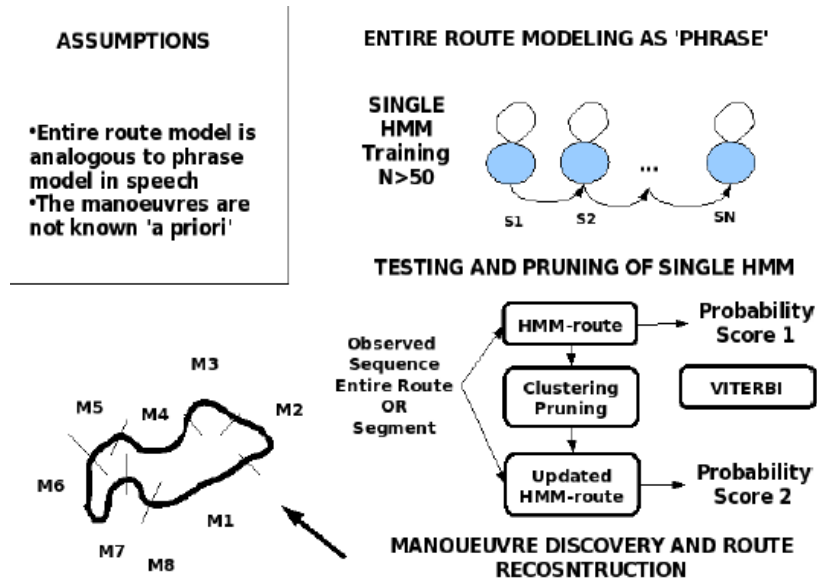 ASSUMPTIONS
•Entire route model is
analogous to phrase
model in speech
•The manoeuvres are
not known 'a priori'
ENTIRE ROUTE MODELING AS 'PHRASE'
SINGLE
HMM
Training
N>50
...
S1
S2
SN
TESTING AND PRUNING OF SINGLE HMM
Observed
Sequence
Entire Route
OR
Segment
HMM-route
Probability
Score 1
Clustering
Pruning
VITERBI
Updated
HMM-route
Probability
Score 2
M3
M5
M4
M2
M6
M1
M7
M8
MANOUEUVRE DISCOVERY AND ROUTE
RECOSNTRUCTION